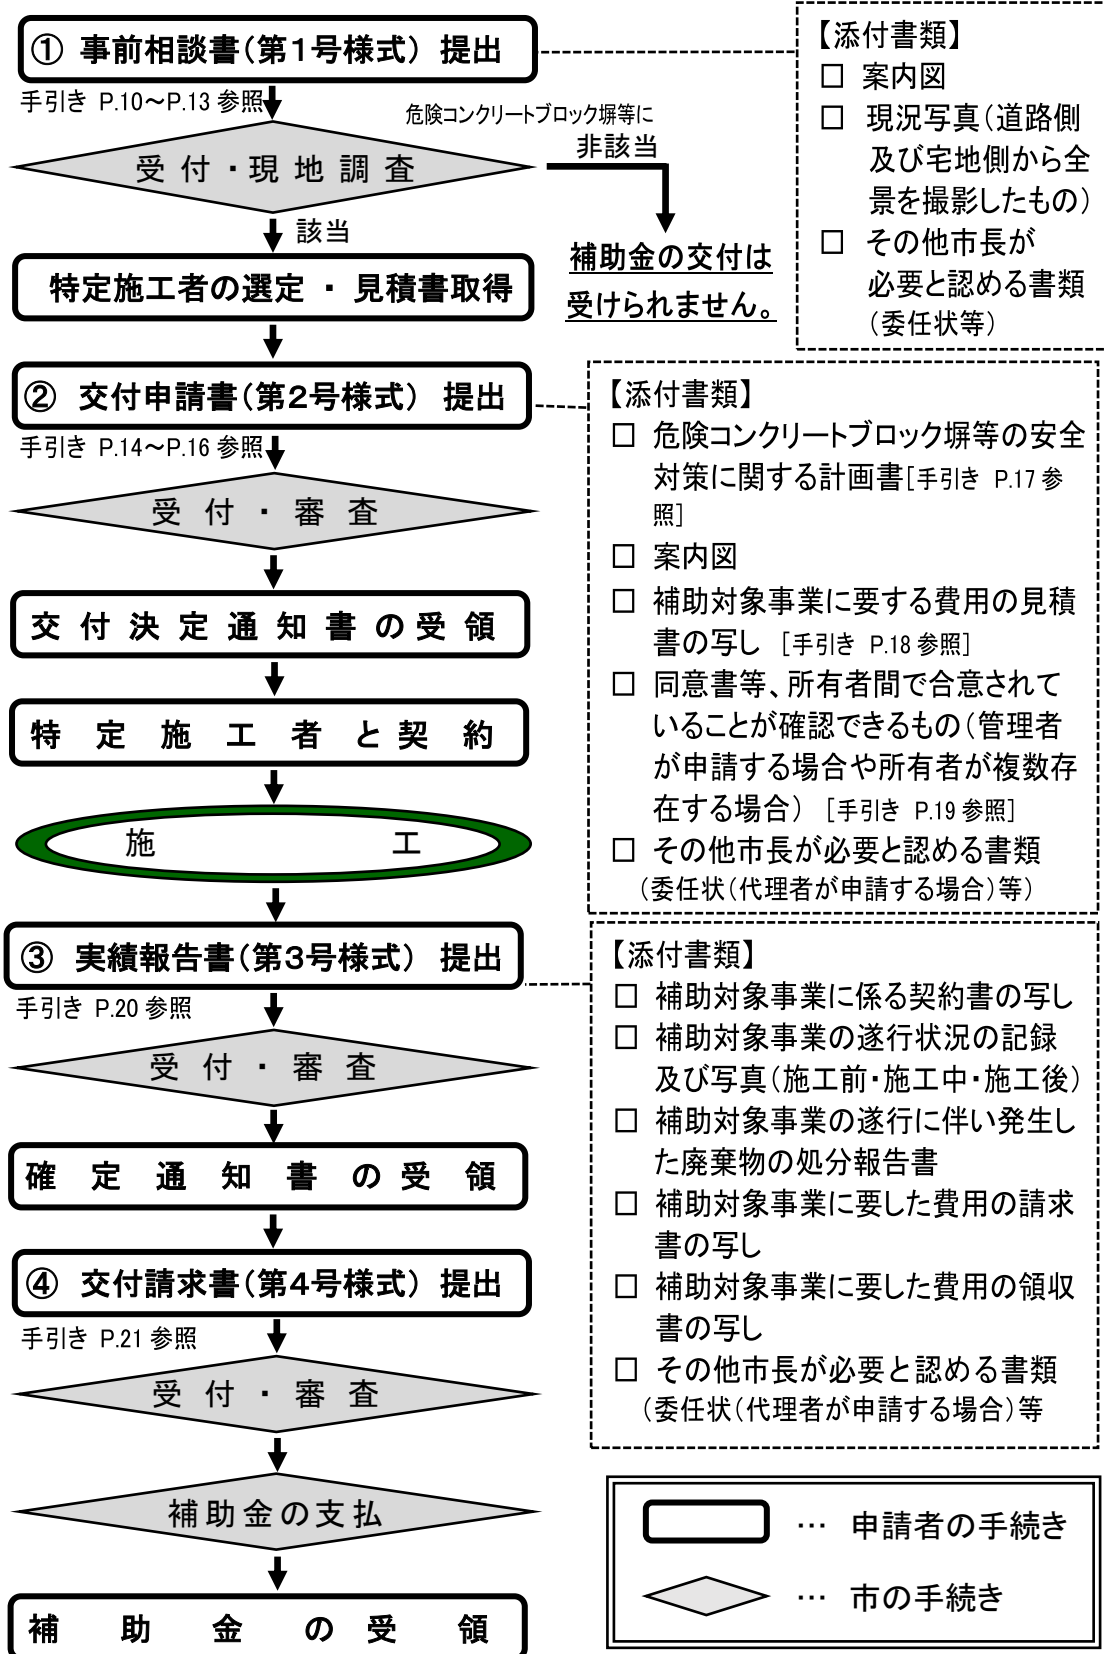 ① 事前相談書（第１号様式） 提出
手引き P.10～P.13 参照
危険コンクリートブロック塀等に
非該当
受付・現地調査
該当
補助金の交付は
受けられません。
特定施工者の選定 ・ 見積書取得
【添付書類】
□ 案内図
□ 現況写真（道路側
及び宅地側から全
景を撮影したもの）
□ その他市長が
必要と認める書類
（委任状等）
② 交付申請書（第２号様式） 提出
手引き P.14～P.16 参照
受付・審査
交付決定通知書の受領
特定施工者と契約
施工
【添付書類】
□ 危険コンクリートブロック塀等の安全
対策に関する計画書[手引き P.17 参
照]
□ 案内図
□ 補助対象事業に要する費用の見積
書の写し [手引き P.18 参照]
□ 同意書等、所有者間で合意されて
いることが確認できるもの（管理者
が申請する場合や所有者が複数存
在する場合） [手引き P.19 参照]
□ その他市長が必要と認める書類
（委任状（代理者が申請する場合）等）
③ 実績報告書（第３号様式） 提出
手引き P.20 参照
受付・審査
確定通知書の受領
④ 交付請求書（第４号様式） 提出
手引き P.21 参照
受付・審査
補助金の支払
補助金の受領
【添付書類】
□ 補助対象事業に係る契約書の写し
□ 補助対象事業の遂行状況の記録
及び写真（施工前・施工中・施工後）
□ 補助対象事業の遂行に伴い発生し
た廃棄物の処分報告書
□ 補助対象事業に要した費用の請求
書の写し
□ 補助対象事業に要した費用の領収
書の写し
□ その他市長が必要と認める書類
（委任状（代理者が申請する場合）等
… 申請者の手続き
… 市の手続き